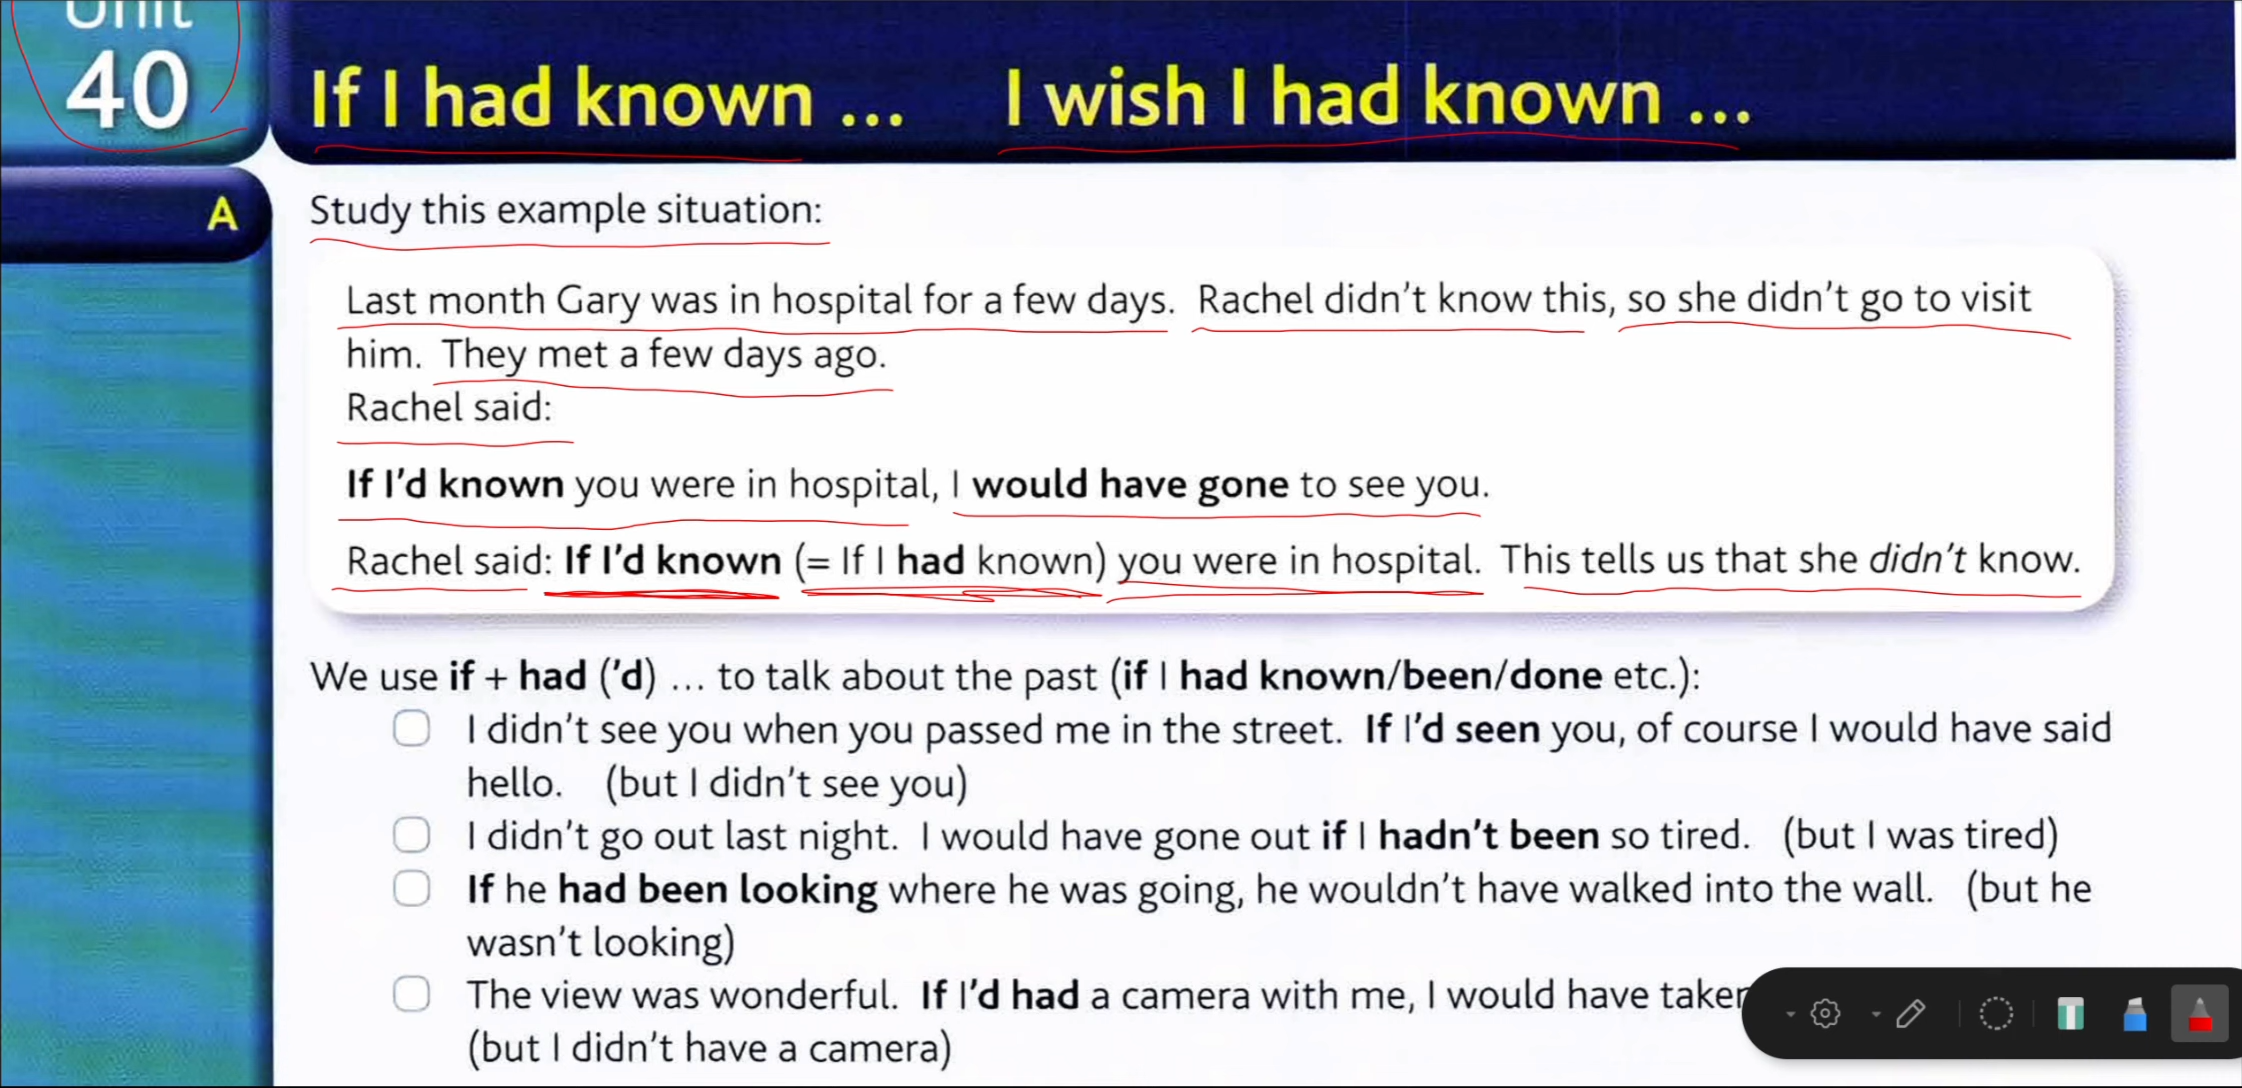 Unit
40
If I had known ... I wish I had known ...
A
Study this example situation:
Last month Gary was in hospital for a few days. Rachel didn't know this, so she didn't go to visit
him. They met a few days ago.
Rachel said:
If I'd known you were in hospital, I would have gone to see you.
Rachel said: If I'd known (= If I had known) you were in hospital. This tells us that she didn't know.
We use if + had ('d) ... to talk about the past (if I had known/been/done etc.):
I didn't see you when you passed me in the street. If I'd seen you, of course I would have said
hello. (but I didn't see you)
I didn't go out last night. I would have gone out if I hadn't been so tired. (but I was tired)
If he had been looking where he was going, he wouldn't have walked into the wall. (but he
wasn't looking)
The view was wonderful. If I'd had a camera with me, I would have
(but I didn't have a camera)